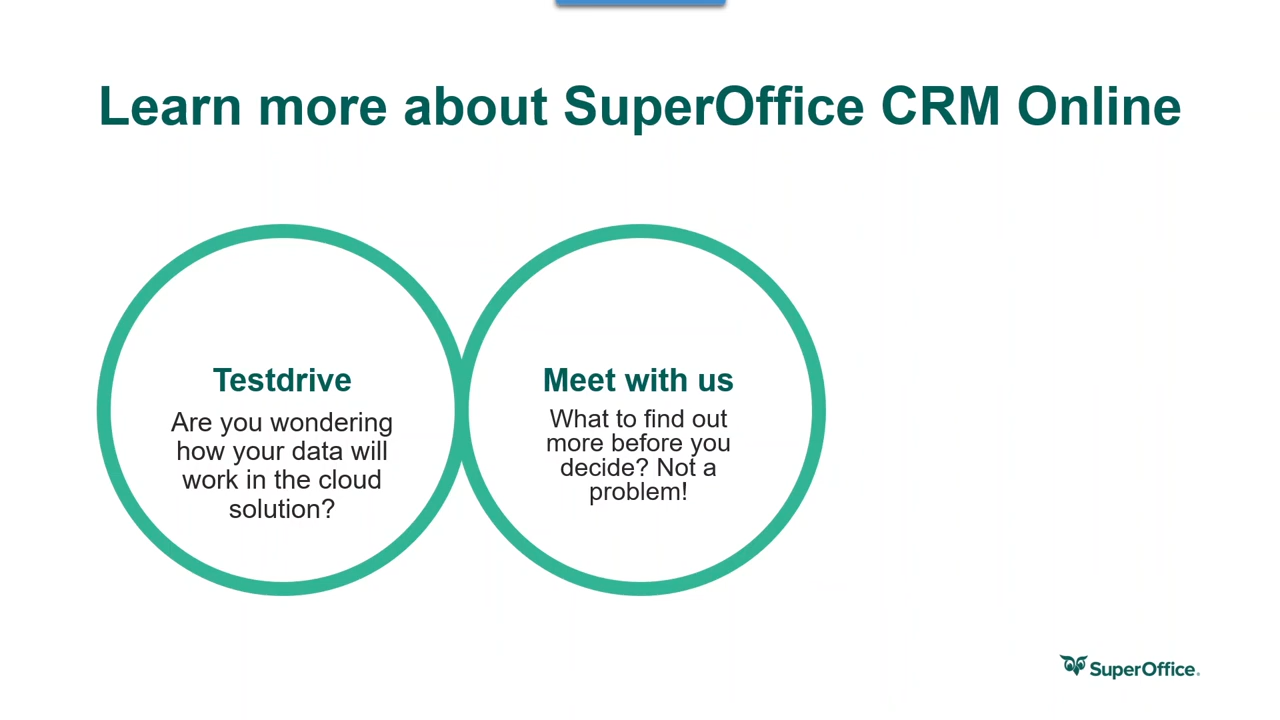 Learn more about SuperOffice CRM Online
Testdrive
Are you wondering
how your data will
work in the cloud
solution?
Meet with us
What to find out
more before you
decide? Not a
problem!
SuperOffice.